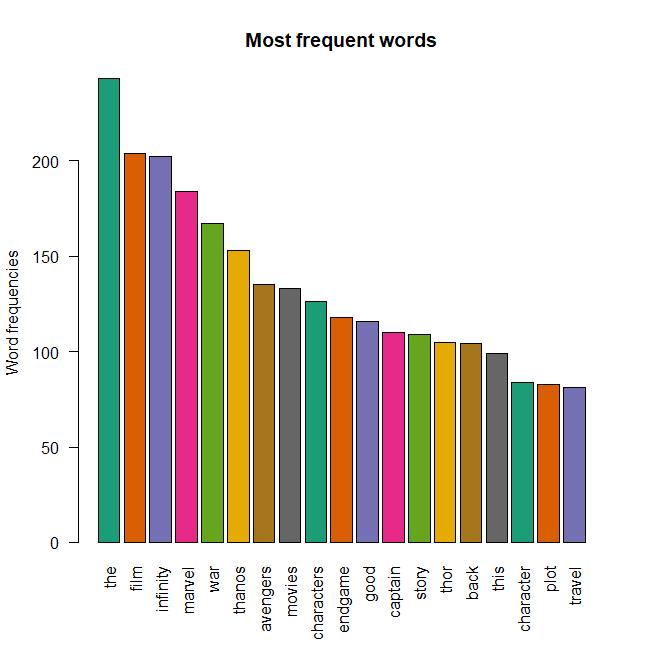 Most frequent words
Word frequencies
200
150
100
50
0
the
film
infinity
marvel
war
thanos
avengers
movies
characters
endgame
good
captain
story
thor
back
this
character
plot
travel